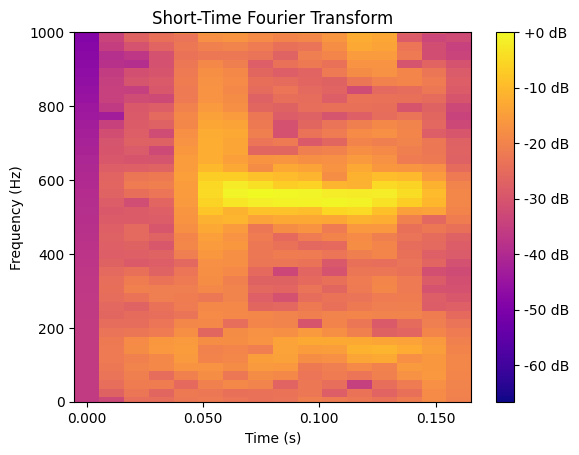 Short-Time Fourier Transform
Frequency (Hz)
1000
800
600
400
200
0
0.000
0.050
0.100
0.150
Time (s)
+0 dB
-10 dB
-20 dB
-30 dB
-40 dB
-50 dB
-60 dB